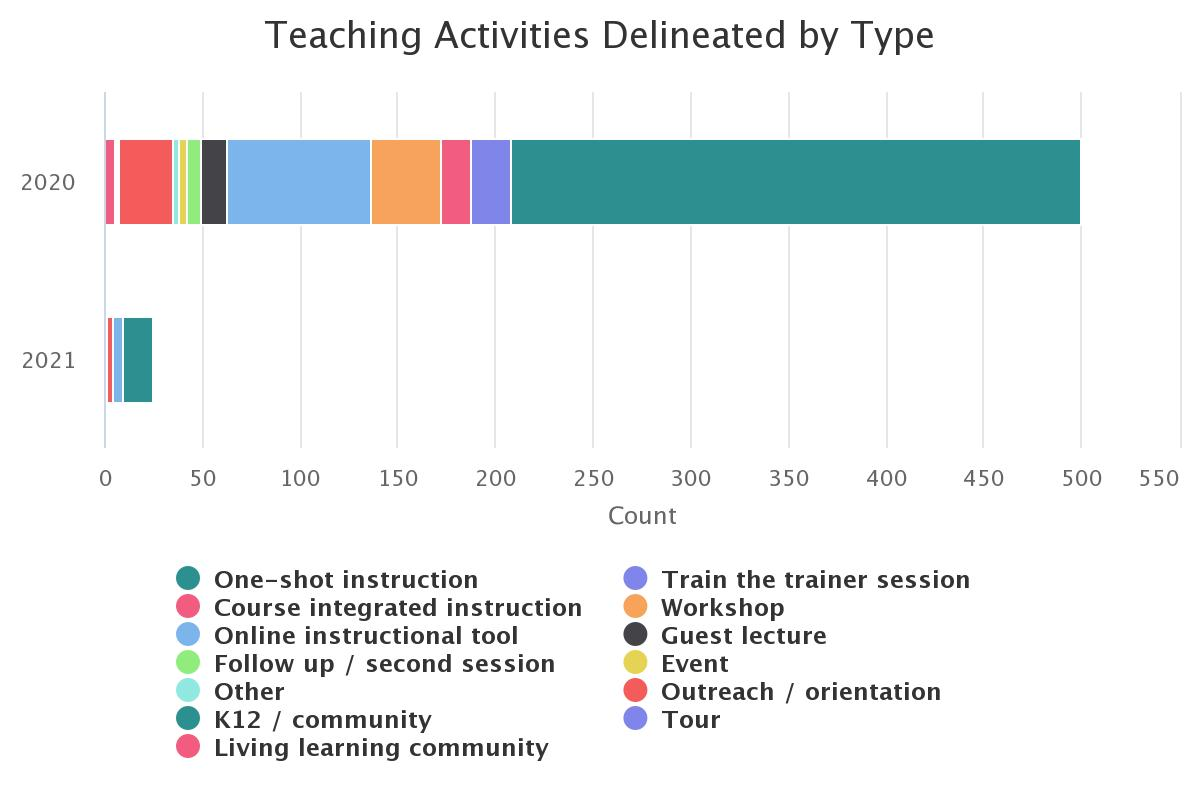 Teaching Activities Delineated by Type
2020
2021
0 50 100 150 200 250 300 350 400 450 500 550
Count
One-shot instruction
Train the trainer session
Course integrated instruction
Workshop
Online instructional tool
Guest lecture
Follow up / second session
Event
Other
Outreach / orientation
K12 / community
Tour
Living learning community